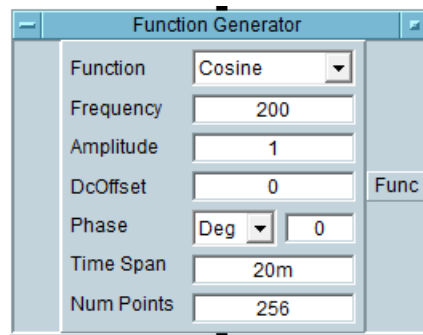 Function Generator
Function Cosine
Frequency 200
Amplitude 1
DcOffset 0 Func
Phase Deg 0
Time Span 20m
Num Points 256